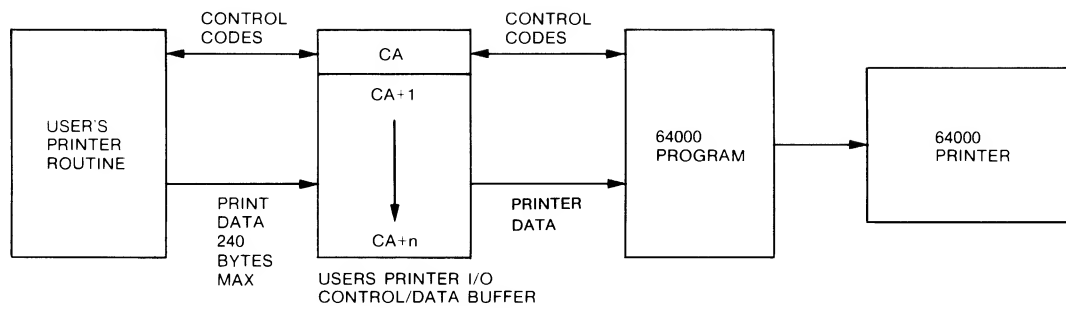 CONTROL
CODES
CONTROL
CODES
CA
CA+1
USER'S
PRINTER
ROUTINE
64000
PROGRAM
64000
PRINTER
PRINT
DATA
240
BYTES
MAX
PRINTER
DATA
CA+n
USERS PRINTER I/O
CONTROL/DATA BUFFER